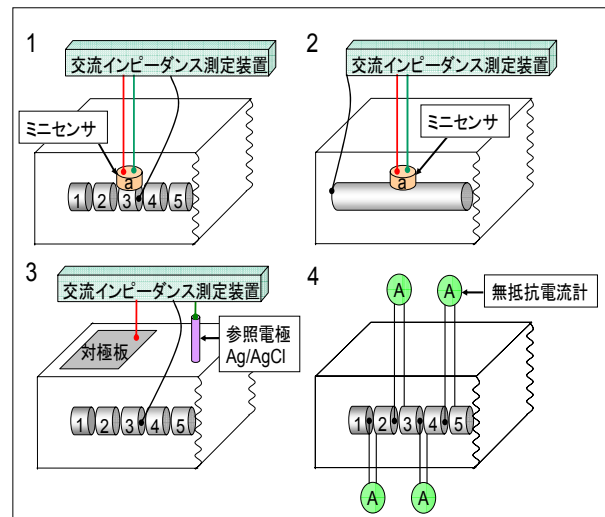 1
交流インピーダンス測定装置
ミニセンサ
a
1 2 3 4 5
2
交流インピーダンス測定装置
ミニセンサ
a
3
交流インピーダンス測定装置
対極板
参照電極
Ag/AgCl
1 2 3 4 5
4
A A
無抵抗電流計
1 2 3 4 5
A A